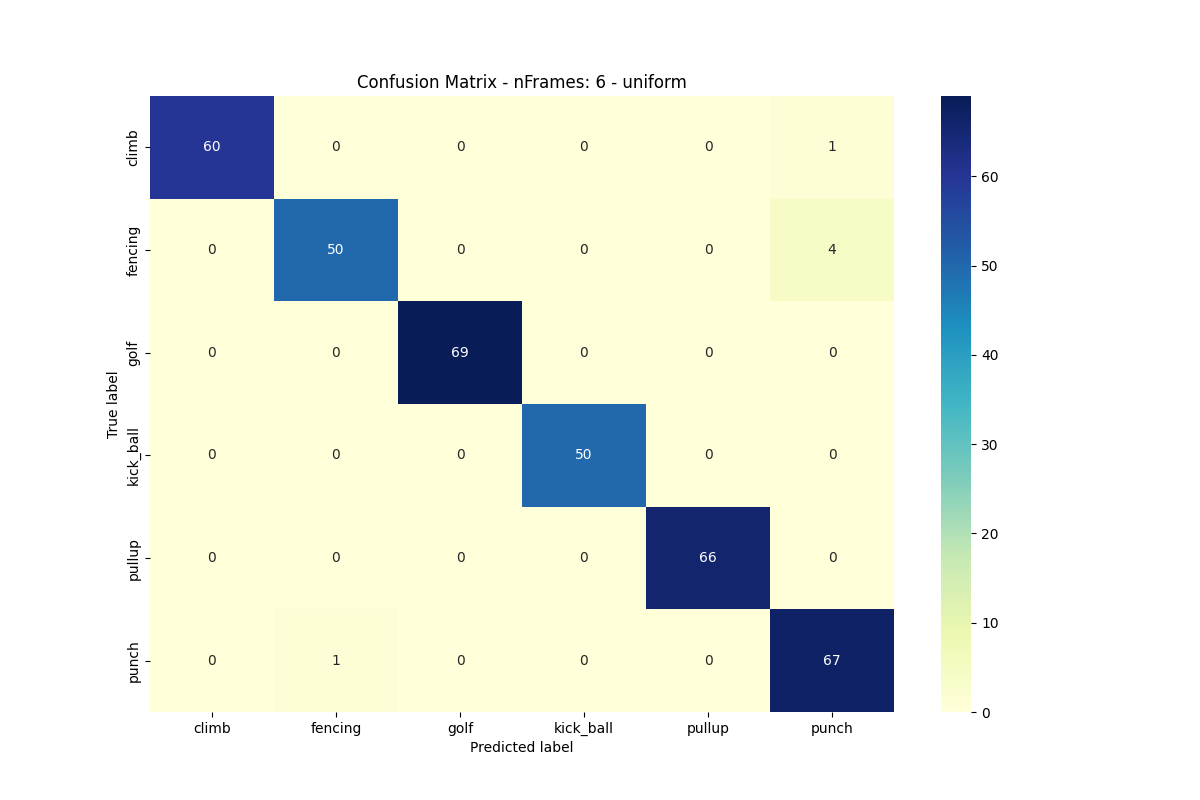 Confusion Matrix - nFrames: 6 - uniform
True label
climb 60 0 0 0 0 1
fencing 0 50 0 0 0 4
golf 0 0 69 0 0 0
kick_ball 0 0 0 50 0 0
pullup 0 0 0 0 66 0
punch 0 1 0 0 0 67
climb fencing golf kick_ball pullup punch
Predicted label
60
50
40
30
20
10
0